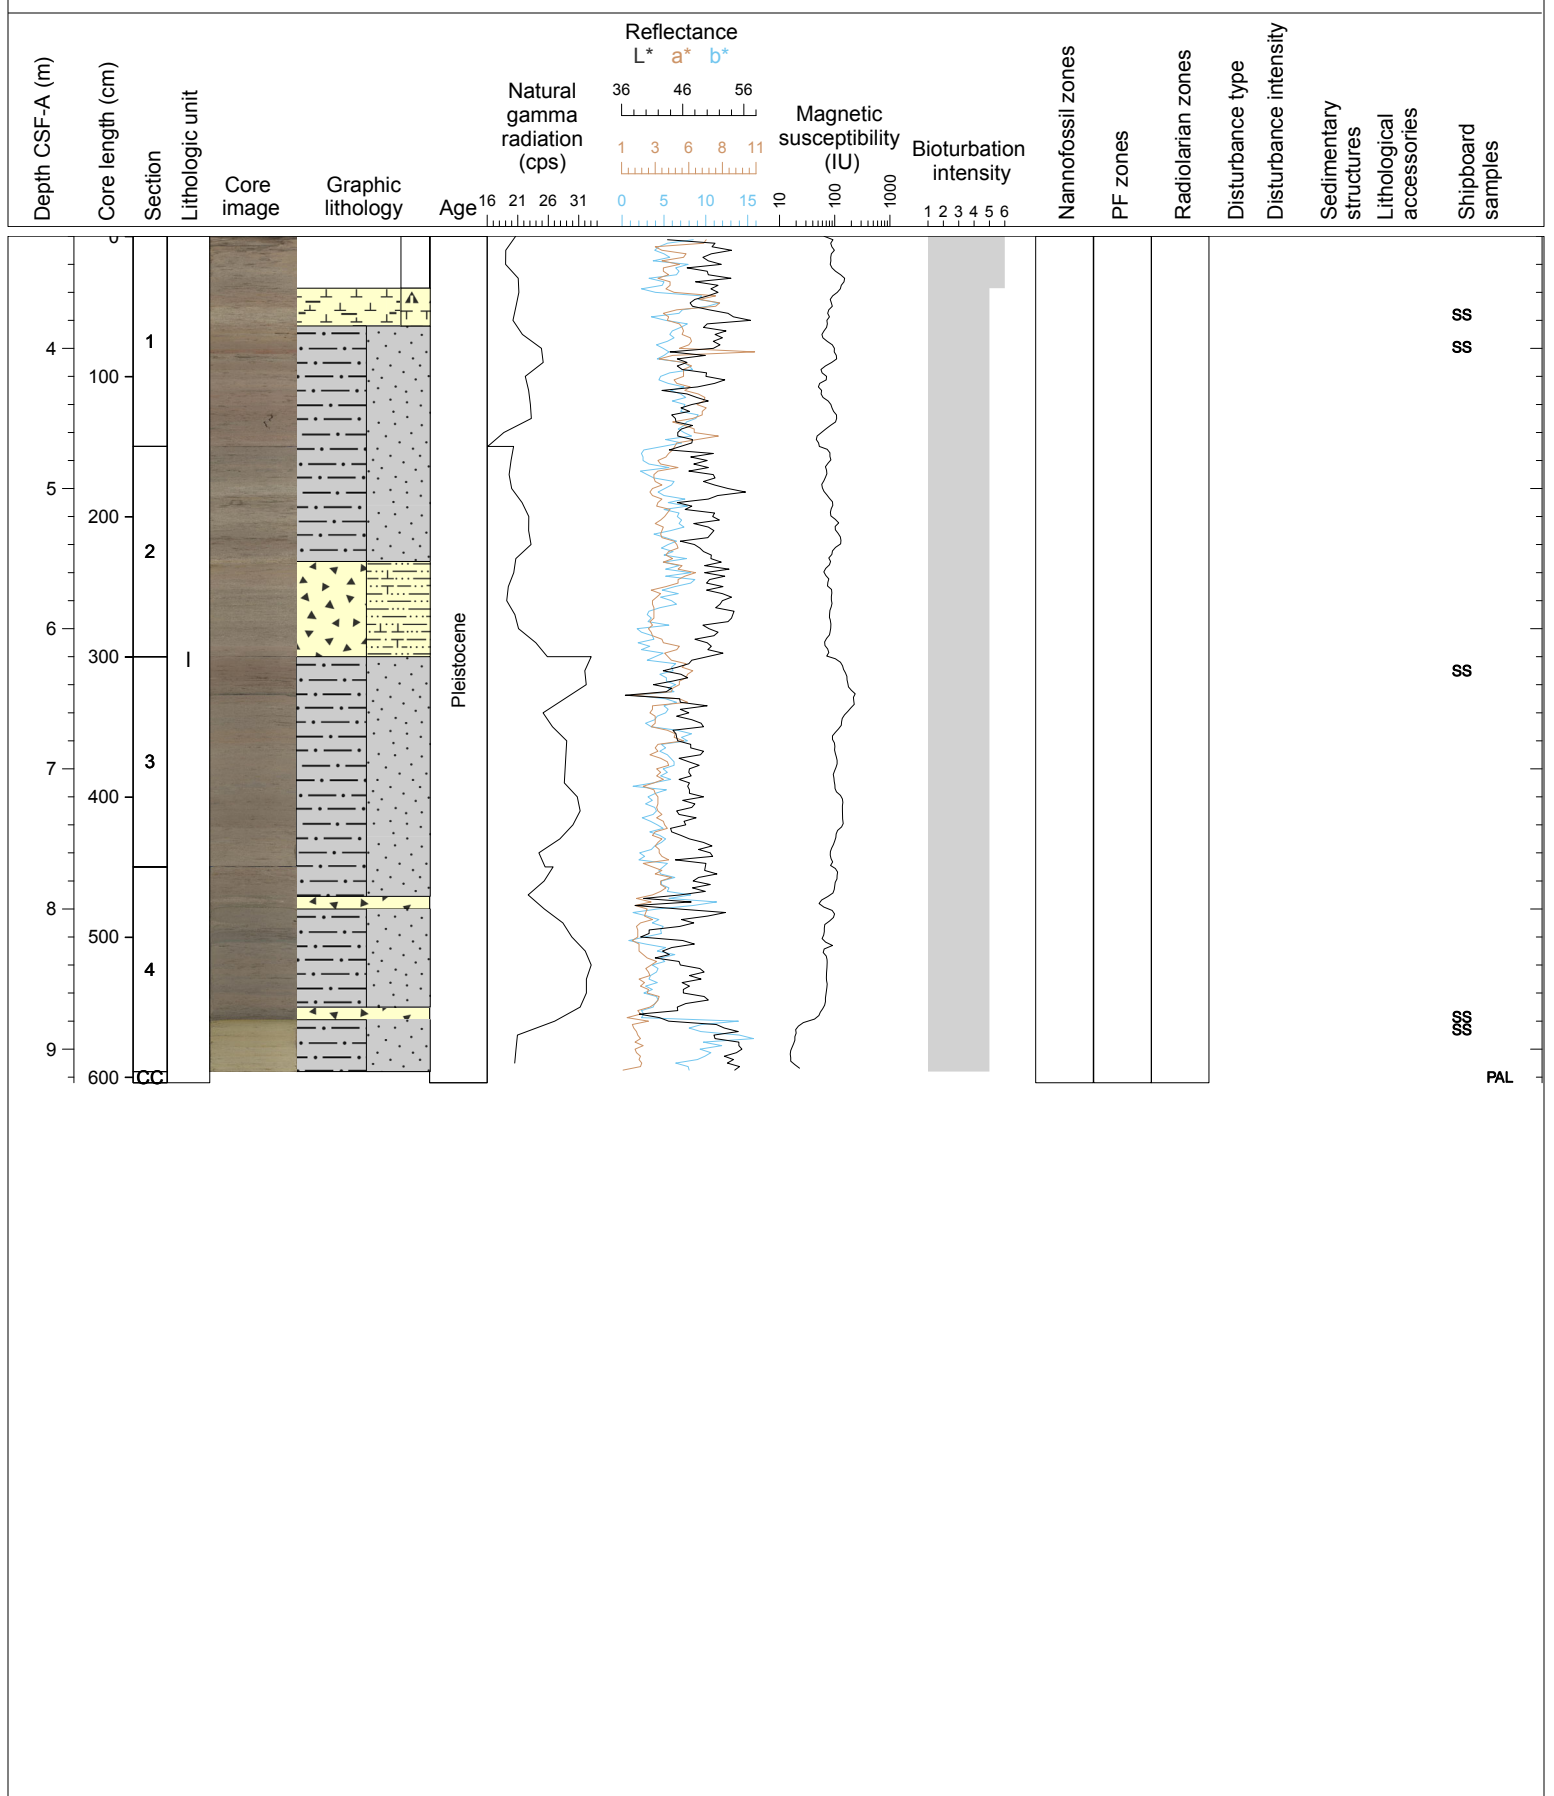 Depth CSF-A (m)
Core length (cm)
Section
Lithologic unit
Core
image
Graphic
lithology
Age
Natural
gamma
radiation
(cps)
16 21 26 31
Reflectance
L* a* b*
36 46 56
1 3 6 8 11
0 5 10 15
Magnetic
susceptibility
(IU)
10 100 1000
Bioturbation
intensity
1 2 3 4 5 6
Nannofossil zones
PF zones
Radiolarian zones
Disturbance type
Disturbance intensity
Sedimentary
structures
Lithological
accessories
Shipboard
samples
0
SS
1
4
SS
100
5
200
2
6
Pleistocene
300
I
SS
3
7
400
8
500
4
SS
SS
9
600
CC
PAL